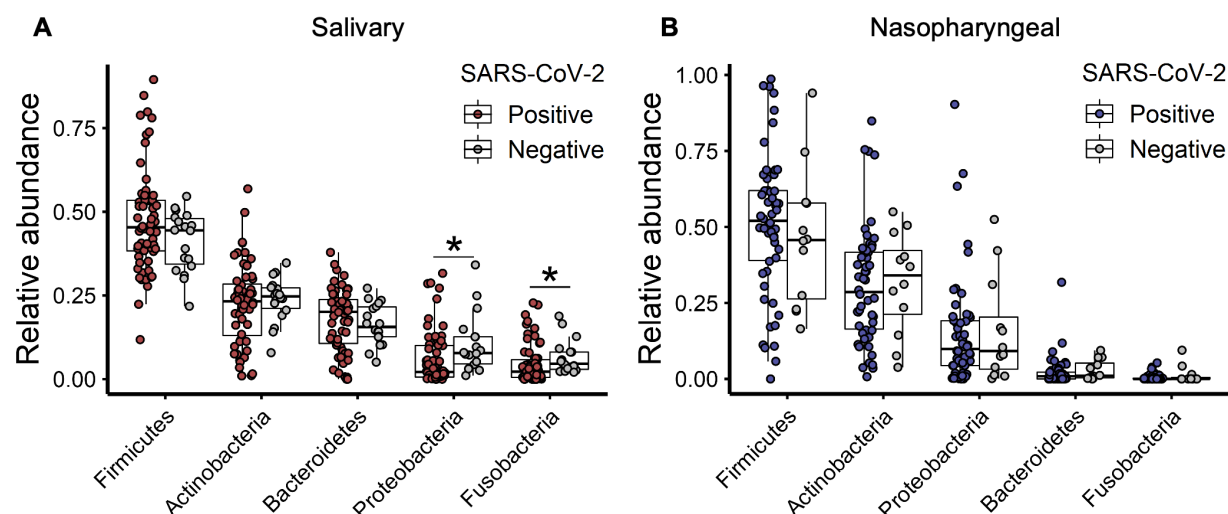 A
Salivary
SARS-CoV-2
Positive
Negative
Relative abundance
0.75
0.50
0.25
0.00
*
*
Firmicutes
Actinobacteria
Bacteroidetes
Proteobacteria
Fusobacteria
B
Nasopharyngeal
SARS-CoV-2
Positive
Negative
Relative abundance
1.00
0.75
0.50
0.25
0.00
Firmicutes
Actinobacteria
Proteobacteria
Bacteroidetes
Fusobacteria